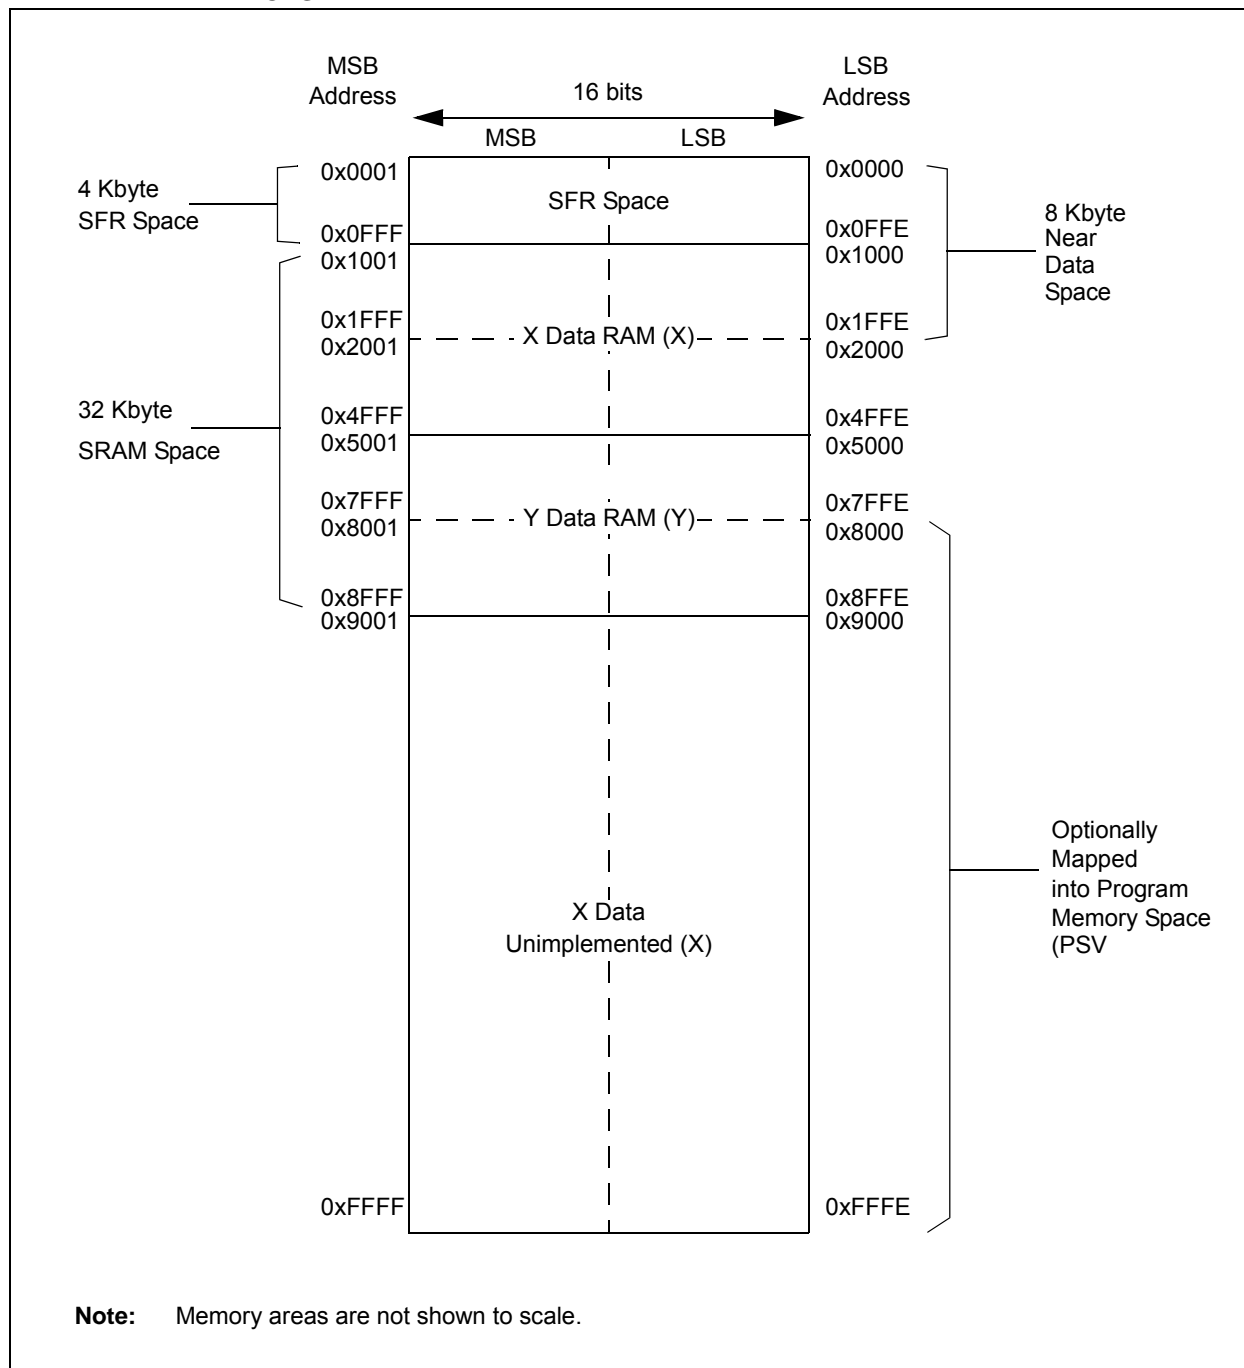 MSB
Address
16 bits
LSB
Address
MSB
LSB
4 Kbyte
SFR Space
0x0001
0x0FFF
0x1001
0x1FFF
0x2001
32 Kbyte
SRAM Space
0x4FFF
0x5001
0x7FFF
0x8001
0x8FFF
0x9001
0xFFFF
SFR Space
X Data RAM (X)
Y Data RAM (Y)
X Data
Unimplemented (X)
0x0000
0x0FFE
0x1000
0x1FFE
0x2000
0x4FFE
0x5000
0x7FFE
0x8000
0x8FFE
0x9000
0xFFFE
8 Kbyte
Near
Data
Space
Optionally
Mapped
into Program
Memory Space
(PSV
Note: Memory areas are not shown to scale.